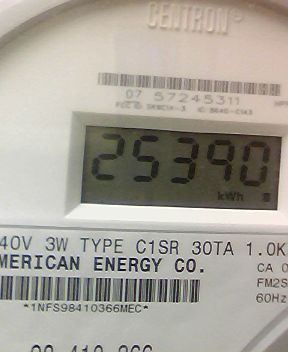 CENTRON®
07 57245311
25390
kWh
40V 3W TYPE C1SR 30TA 1.0K
MERICAN ENERGY CO.
CA 0
FM2S
60Hz
*1NFS98410366MEC*